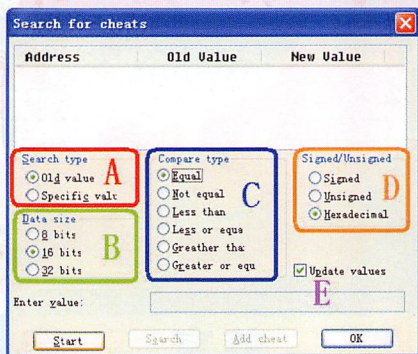 Search for cheats
Address Old Value New Value
Search type
Old value
Specific valu
A
Data size
8 bits
16 bits
32 bits
B
Compare type
Equal
Not equal
Less than
Less or equa
Greather tha
Greater or equ
C
Signed/Unsigned
Signed
Unsigned
Hexadecimal
D
Update values
E
Enter value:
Start Search Add cheat OK